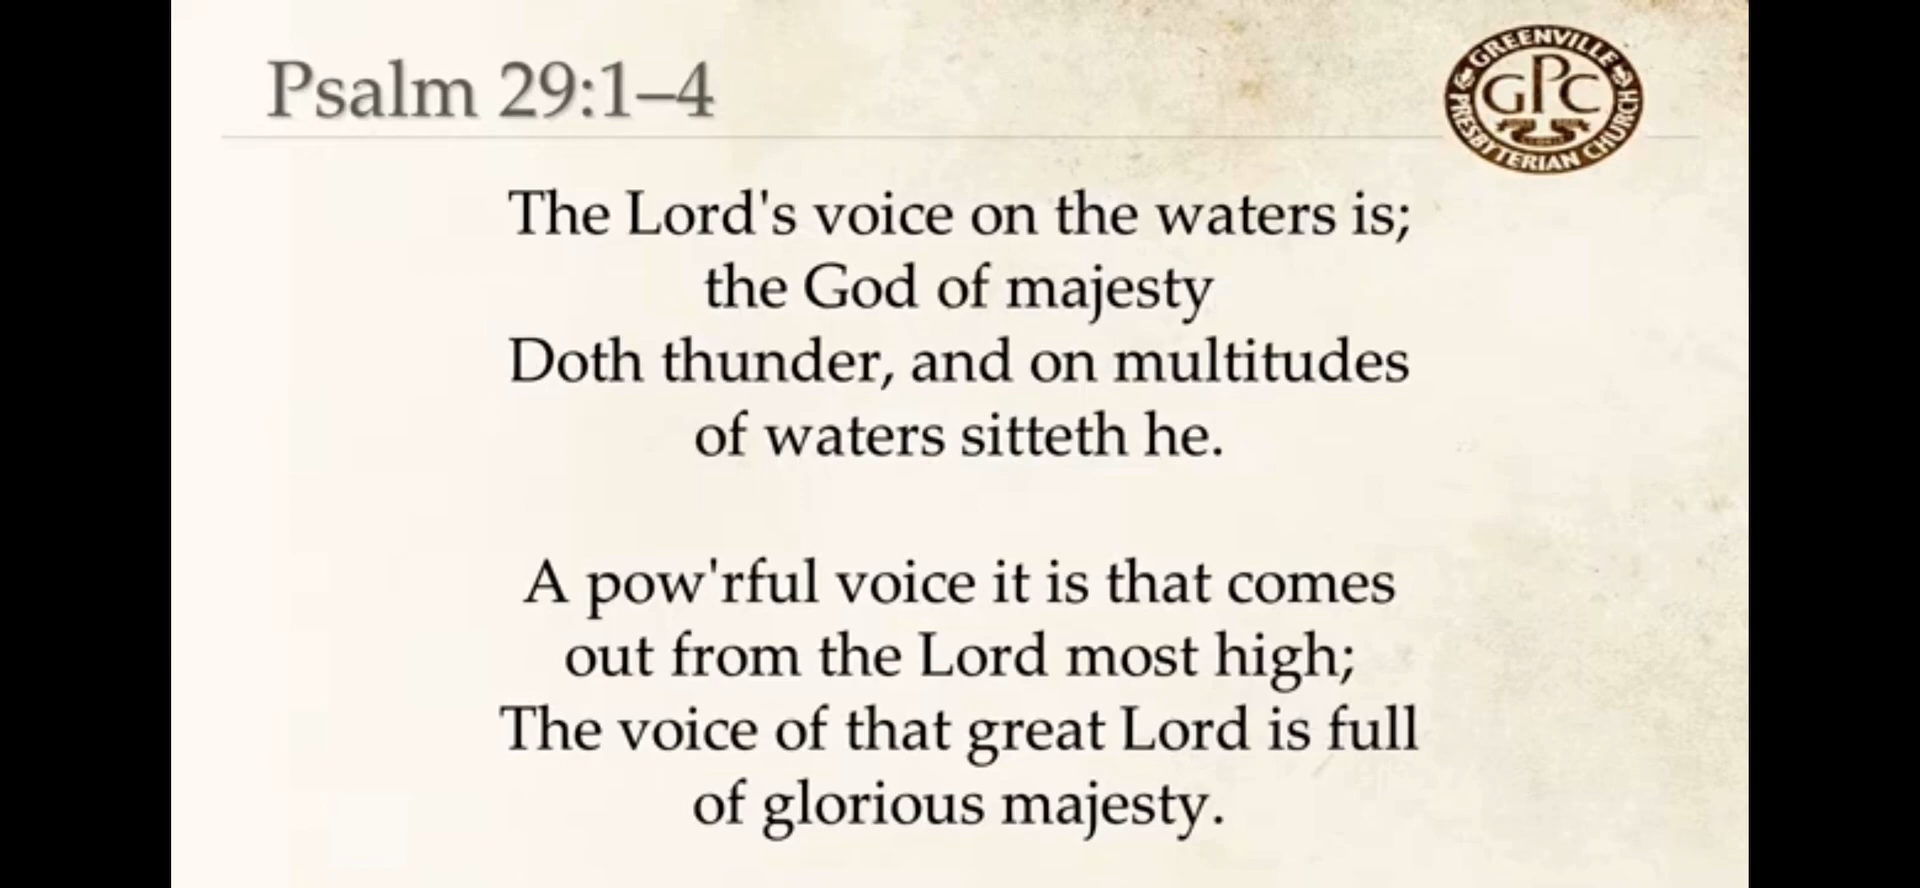 Psalm 29:1–4
GREENVILLE
GPC
PRESBYTERIAN CHURCH
The Lord's voice on the waters is;
the God of majesty
Doth thunder, and on multitudes
of waters sitteth he.
A pow'rful voice it is that comes
out from the Lord most high;
The voice of that great Lord is full
of glorious majesty.